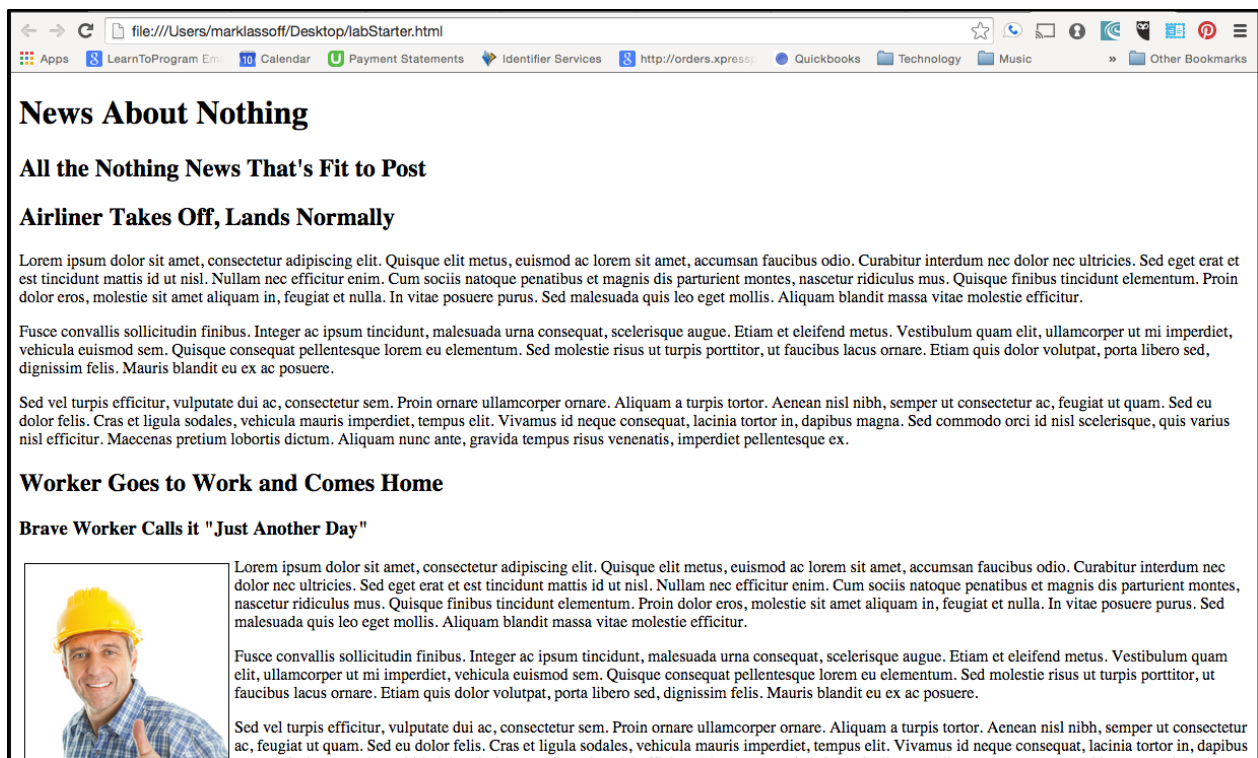 file:///Users/marklassoff/Desktop/labStarter.html
Apps LearnToProgram Em 10 Calendar Payment Statements Identifier Services http://orders.xpress Quickbooks Technology Music » Other Bookmarks
News About Nothing
All the Nothing News That's Fit to Post
Airliner Takes Off, Lands Normally
Lorem ipsum dolor sit amet, consectetur adipiscing elit. Quisque elit metus, euismod ac lorem sit amet, accumsan faucibus odio. Curabitur interdum nec dolor nec ultricies. Sed eget erat et
est tincidunt mattis id ut nisl. Nullam nec efficitur enim. Cum sociis natoque penatibus et magnis dis parturient montes, nascetur ridiculus mus. Quisque finibus tincidunt elementum. Proin
dolor eros, molestie sit amet aliquam in, feugiat et nulla. In vitae posuere purus. Sed malesuada quis leo eget mollis. Aliquam blandit massa vitae molestie efficitur.
Fusce convallis sollicitudin finibus. Integer ac ipsum tincidunt, malesuada urna consequat, scelerisque augue. Etiam et eleifend metus. Vestibulum quam elit, ullamcorper ut mi imperdiet,
vehicula euismod sem. Quisque consequat pellentesque lorem eu elementum. Sed molestie risus ut turpis porttitor, ut faucibus lacus ornare. Etiam quis dolor volutpat, porta libero sed,
dignissim felis. Mauris blandit eu ex ac posuere.
Sed vel turpis efficitur, vulputate dui ac, consectetur sem. Proin ornare ullamcorper ornare. Aliquam a turpis tortor. Aenean nisl nibh, semper ut consectetur ac, feugiat ut quam. Sed eu
dolor felis. Cras et ligula sodales, vehicula mauris imperdiet, tempus elit. Vivamus id neque consequat, lacinia tortor in, dapibus magna. Sed commodo orci id nisl scelerisque, quis varius
nisl efficitur. Maecenas pretium lobortis dictum. Aliquam nunc ante, gravida tempus risus venenatis, imperdiet pellentesque ex.
Worker Goes to Work and Comes Home
Brave Worker Calls it "Just Another Day"
Lorem ipsum dolor sit amet, consectetur adipiscing elit. Quisque elit metus, euismod ac lorem sit amet, accumsan faucibus odio. Curabitur interdum nec
dolor nec ultricies. Sed eget erat et est tincidunt mattis id ut nisl. Nullam nec efficitur enim. Cum sociis natoque penatibus et magnis dis parturient montes,
nascetur ridiculus mus. Quisque finibus tincidunt elementum. Proin dolor eros, molestie sit amet aliquam in, feugiat et nulla. In vitae posuere purus. Sed
malesuada quis leo eget mollis. Aliquam blandit massa vitae molestie efficitur.
Fusce convallis sollicitudin finibus. Integer ac ipsum tincidunt, malesuada urna consequat, scelerisque augue. Etiam et eleifend metus. Vestibulum quam
elit, ullamcorper ut mi imperdiet, vehicula euismod sem. Quisque consequat pellentesque lorem eu elementum. Sed molestie risus ut turpis porttitor, ut
faucibus lacus ornare. Etiam quis dolor volutpat, porta libero sed, dignissim felis. Mauris blandit eu ex ac posuere.
Sed vel turpis efficitur, vulputate dui ac, consectetur sem. Proin ornare ullamcorper ornare. Aliquam a turpis tortor. Aenean nisl nibh, semper ut consectetur
ac, feugiat ut quam. Sed eu dolor felis. Cras et ligula sodales, vehicula mauris imperdiet, tempus elit. Vivamus id neque consequat, lacinia tortor in, dapibus